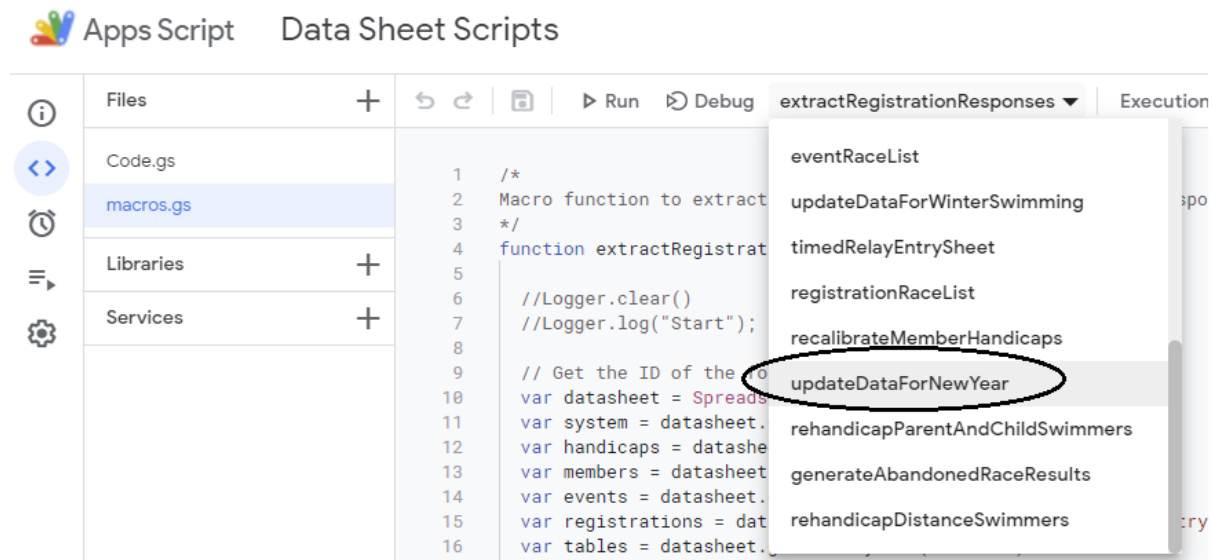 Apps Script Data Sheet Scripts
Files
Run Debug extractRegistrationResponses Execution
Code.gs
macros.gs
Libraries
Services
1 /*
2 Macro function to extract
3 */
4 function extractRegistrat
5
6 //Logger.clear()
7 //Logger.log("Start");
8
9 // Get the ID of the
10 var datasheet = Spreads
11 var system = datasheet.
12 var handicaps = datashe
13 var members = datasheet
14 var events = datasheet.
15 var registrations = dat
16 var tables = datasheet.
eventRaceList
updateDataForWinterSwimming
timedRelayEntrySheet
registrationRaceList
recalibrateMemberHandicaps
updateDataForNewYear
rehandicapParentAndChildSwimmers
generateAbandonedRaceResults
rehandicapDistanceSwimmers